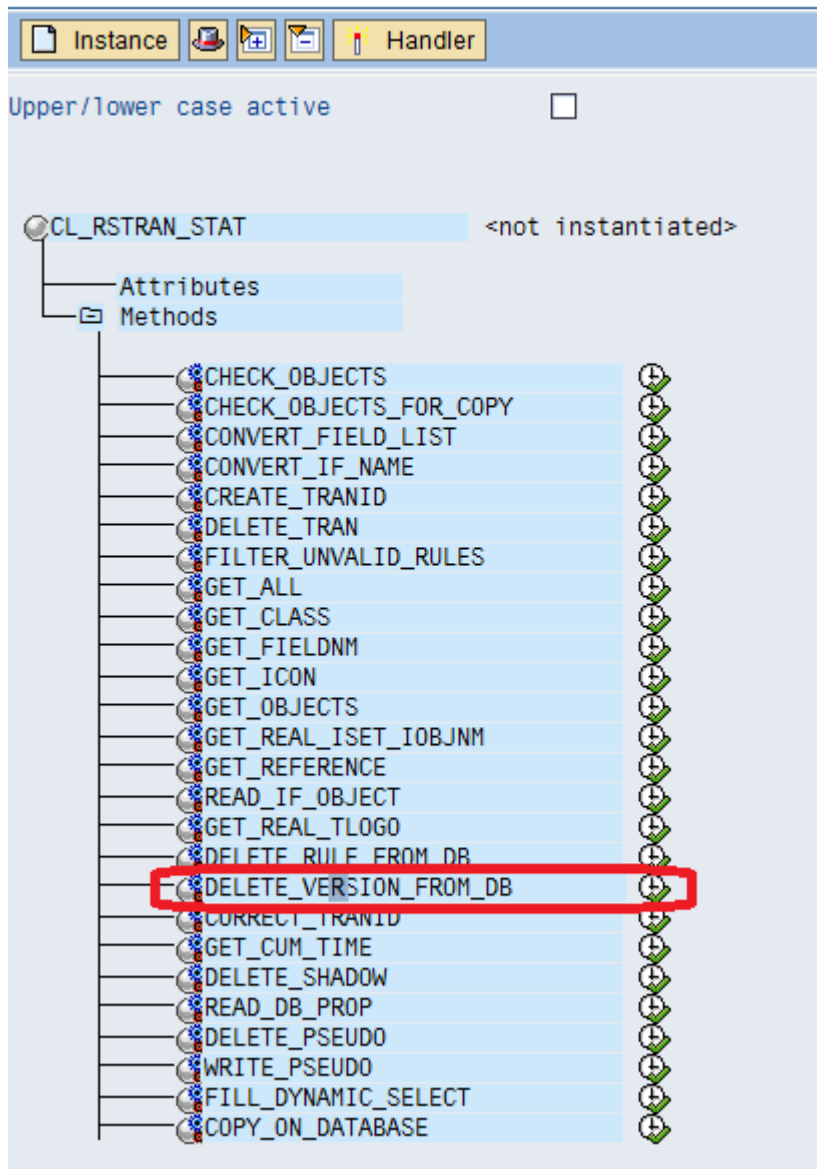 Instance Handler
Upper/lower case active
CL_RSTRAN_STAT <not instantiated>
Attributes
Methods
CHECK_OBJECTS
CHECK_OBJECTS_FOR_COPY
CONVERT_FIELD_LIST
CONVERT_IF_NAME
CREATE_TRANID
DELETE_TRAN
FILTER_UNVALID_RULES
GET_ALL
GET_CLASS
GET_FIELDNM
GET_ICON
GET_OBJECTS
GET_REAL_ISET_IOBJNM
GET_REFERENCE
READ_IF_OBJECT
GET_REAL_TLOGO
DELETE_RULE_FROM_DB
DELETE_VERSION_FROM_DB
CORRECT_TRANID
GET_CUM_TIME
DELETE_SHADOW
READ_DB_PROP
DELETE_PSEUDO
WRITE_PSEUDO
FILL_DYNAMIC_SELECT
COPY_ON_DATABASE